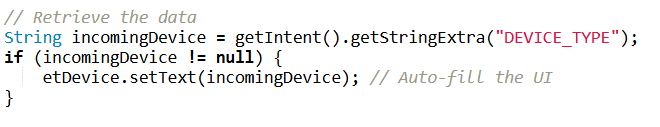 // Retrieve the data
String incomingDevice = getIntent().getStringExtra("DEVICE_TYPE");
if (incomingDevice != null) {
    etDevice.setText(incomingDevice); // Auto-fill the UI
}